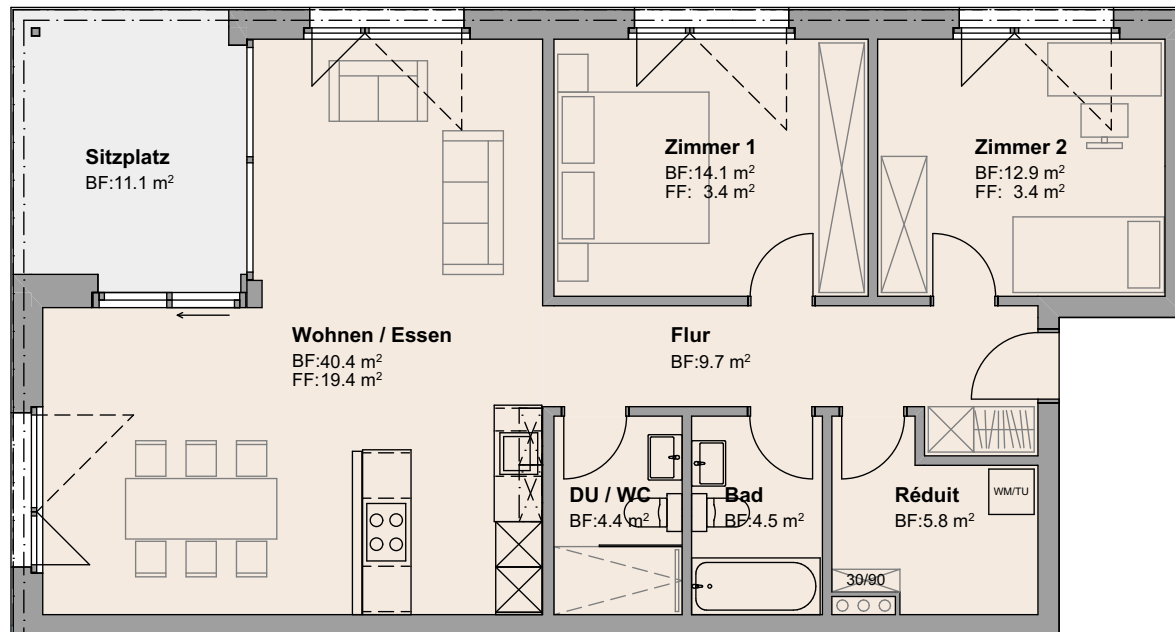 Sitzplatz
BF:11.1 m²
Zimmer 1
BF:14.1 m²
FF: 3.4 m²
Zimmer 2
BF:12.9 m²
FF: 3.4 m²
Wohnen / Essen
BF:40.4 m²
FF:19.4 m²
Flur
BF:9.7 m²
DU / WC
BF:4.4 m²
Bad
BF:4.5 m²
Réduit
BF:5.8 m²
WM/TU
30/90